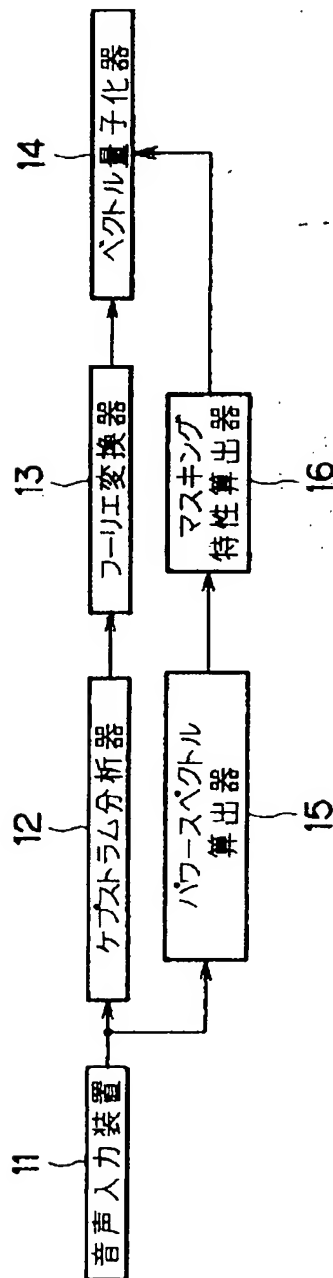 11
音声入力装置
12
ケプストラム分析器
13
フーリエ変換器
14
ベクトル量子化器
15
パワースペクトル
算出器
16
マスキング
特性算出器